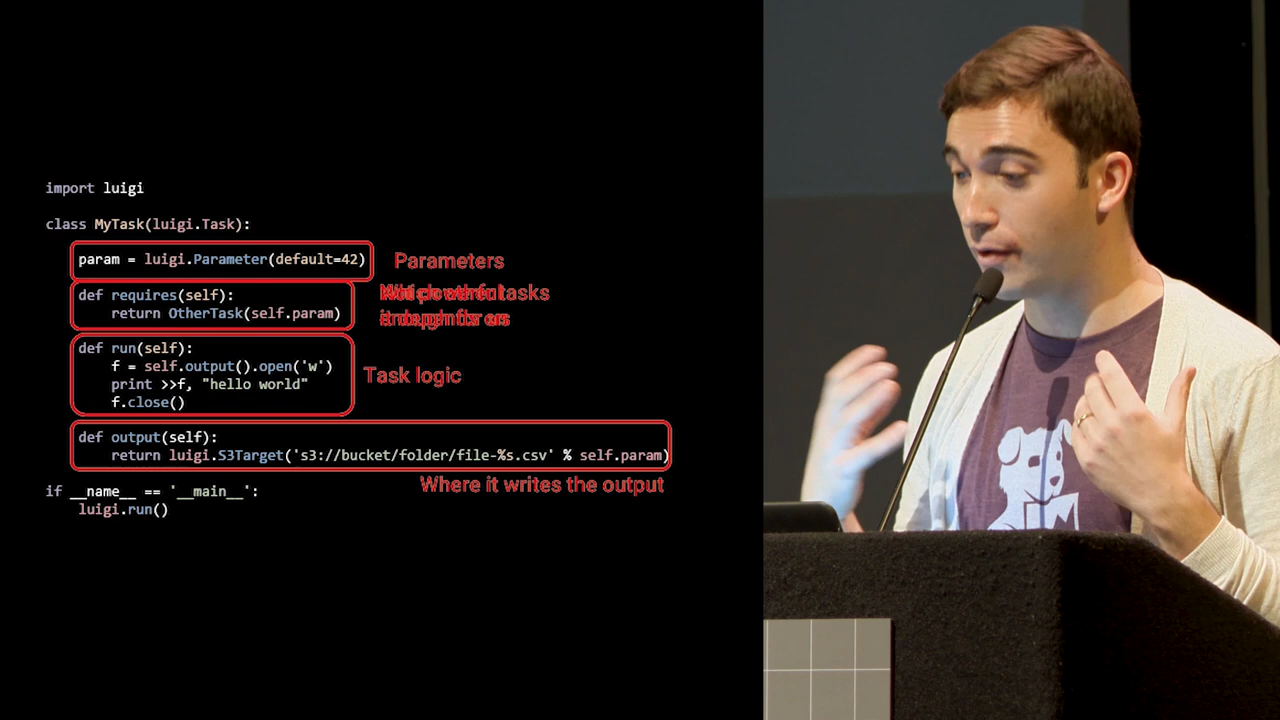 import luigi
class MyTask(luigi.Task):
param = luigi.Parameter(default=42)
Parameters
def requires(self):
return OtherTask(self.param)
tasks
def run(self):
f = self.output().open('w')
print >>f, "hello world"
f.close()
Task logic
def output(self):
return luigi.S3Target('s3://bucket/folder/file-%s.csv' % self.param)
Where it writes the output
if __name__ == '__main__':
luigi.run()